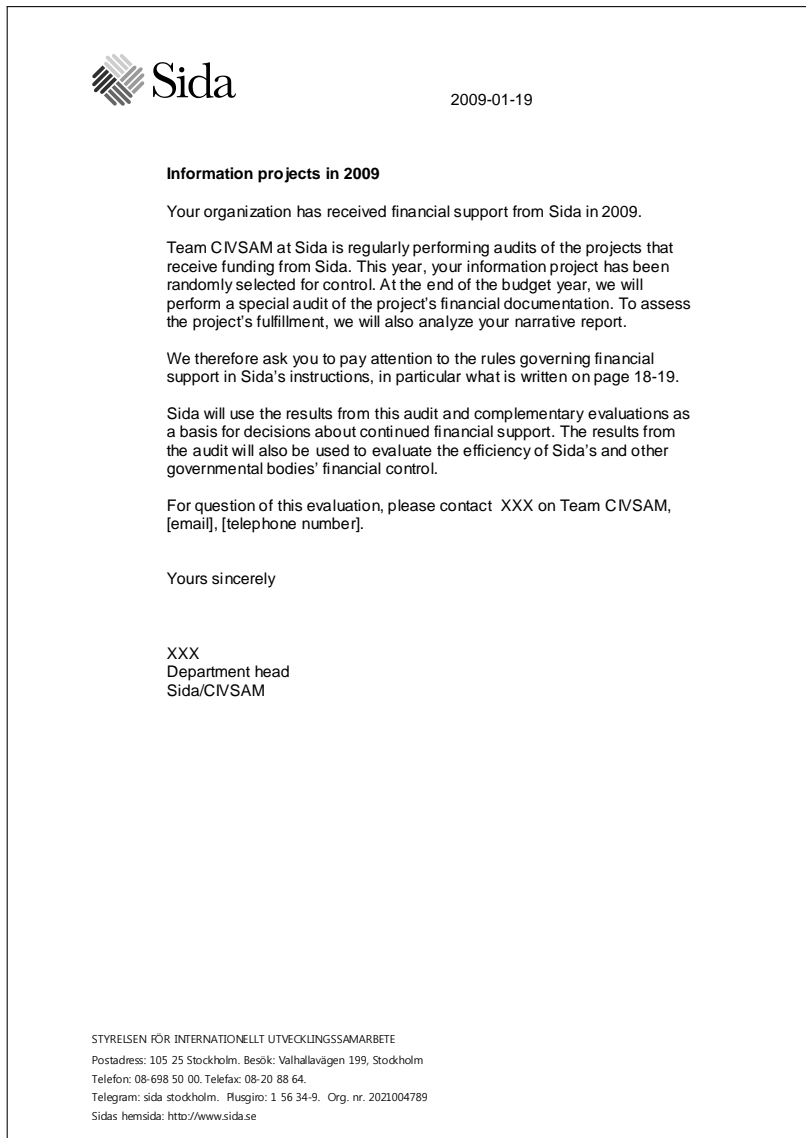 Sida
2009-01-19
Information projects in 2009
Your organization has received financial support from Sida in 2009.
Team CIVSAM at Sida is regularly performing audits of the projects that
receive funding from Sida. This year, your information project has been
randomly selected for control. At the end of the budget year, we will
perform a special audit of the project's financial documentation. To assess
the project's fulfillment, we will also analyze your narrative report.
We therefore ask you to pay attention to the rules governing financial
support in Sida's instructions, in particular what is written on page 18-19.
Sida will use the results from this audit and complementary evaluations as
a basis for decisions about continued financial support. The results from
the audit will also be used to evaluate the efficiency of Sida's and other
governmental bodies' financial control.
For question of this evaluation, please contact XXX on Team CIVSAM,
[email], [telephone number].
Yours sincerely
XXX
Department head
Sida/CIVSAM
STYRELSEN FÖR INTERNATIONELLT UTVECKLINGSSAMARBETE
Postadress: 105 25 Stockholm. Besök: Valhallavägen 199, Stockholm
Telefon: 08-698 50 00. Telefax: 08-20 88 64.
Telegram: sida stockholm. Plusgiro: 1 56 34-9. Org. nr. 2021004789
Sidas hemsida: http://www.sida.se